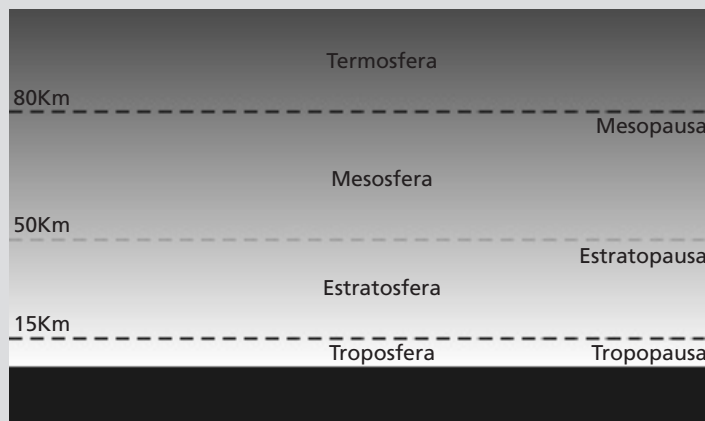 Termosfera
80Km
Mesopausa
Mesosfera
50Km
Estratopausa
Estratosfera
15Km
Troposfera
Tropopausa